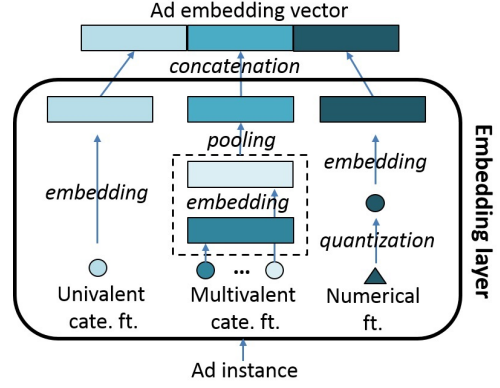 Ad embedding vector
concatenation
pooling
embedding
embedding
embedding
quantization
...
Univalent
cate. ft.
Multivalent
cate. ft.
Numerical
ft.
Embedding layer
Ad instance